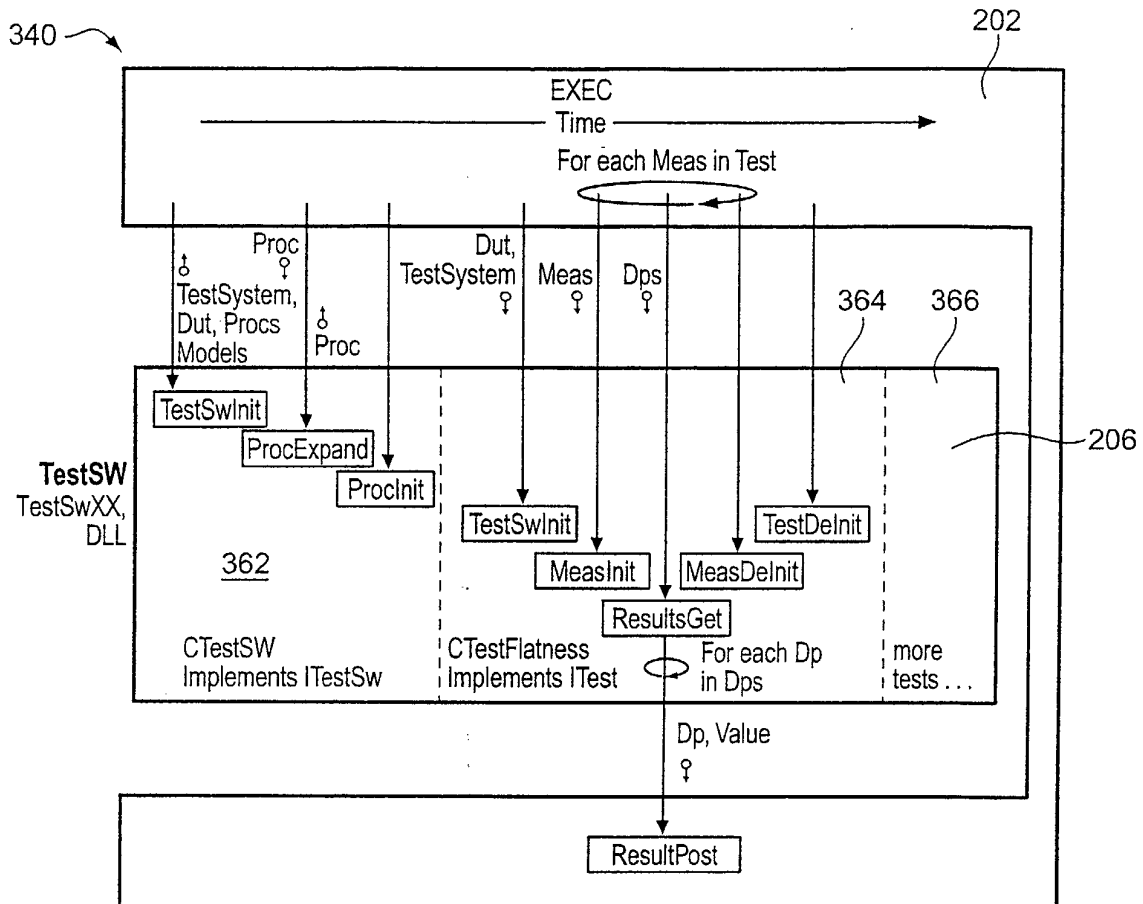 340
202
EXEC
Time
For each Meas in Test
Proc
TestSystem,
Dut, Procs
Models
Proc
Dut,
TestSystem
Meas
Dps
364
366
206
TestSwInit
ProcExpand
ProcInit
TestSW
TestSwXX,
DLL
TestSwInit
TestDeInit
MeasInit
MeasDeInit
362
ResultsGet
CTestSW
Implements ITestSw
CTestFlatness
Implements ITest
For each Dp
in Dps
more
tests . . .
Dp, Value
ResultPost